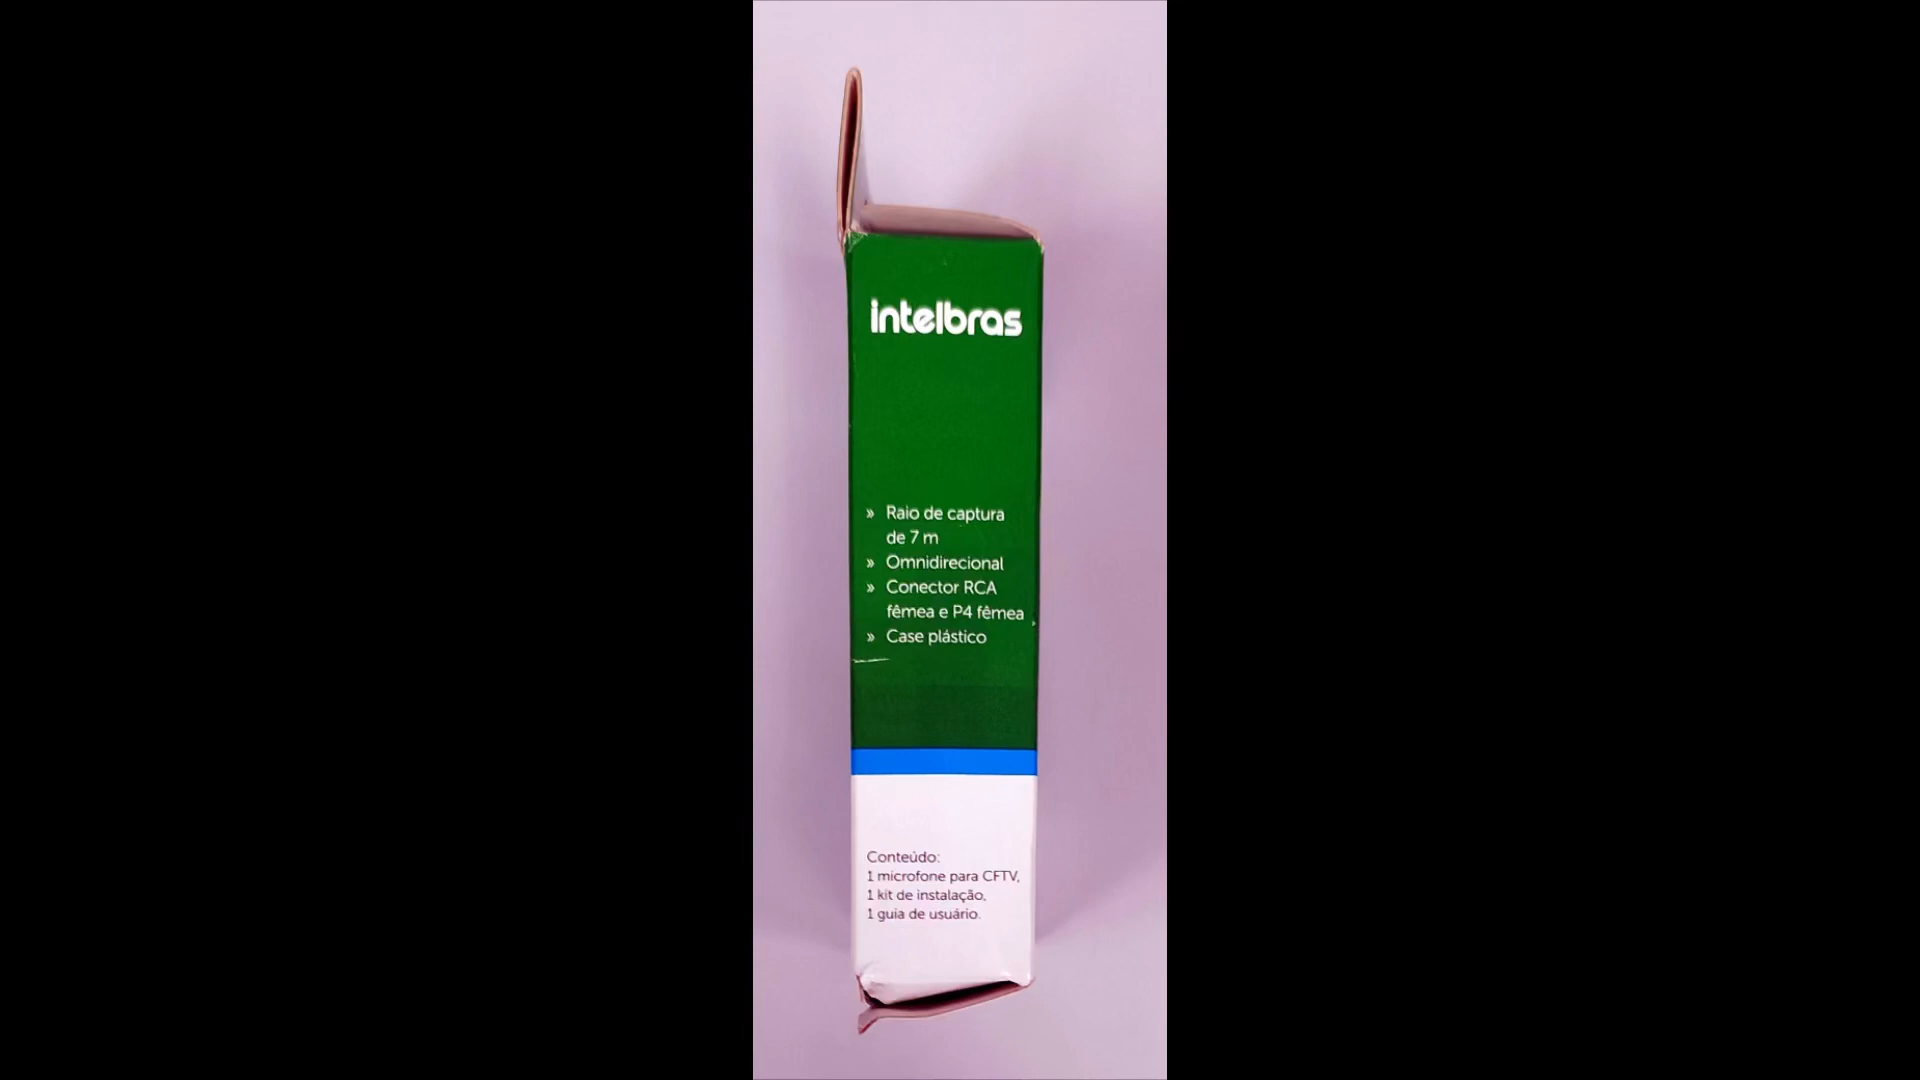 intelbras
» Raio de captura
de 7 m
» Omnidirecional
» Conector RCA
fêmea e P4 fêmea
» Case plástico
Conteúdo:
1 microfone para CFTV,
1 kit de instalação,
1 guia de usuário.